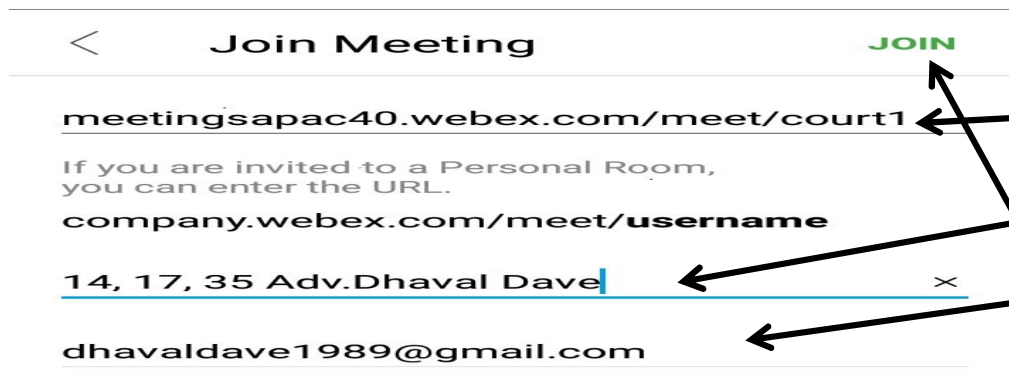 Join Meeting JOIN
meetingsapac40.webex.com/meet/court1
If you are invited to a Personal Room,
you can enter the URL.
company.webex.com/meet/username
14, 17, 35 Adv.Dhaval Dave
dhavaldave1989@gmail.com